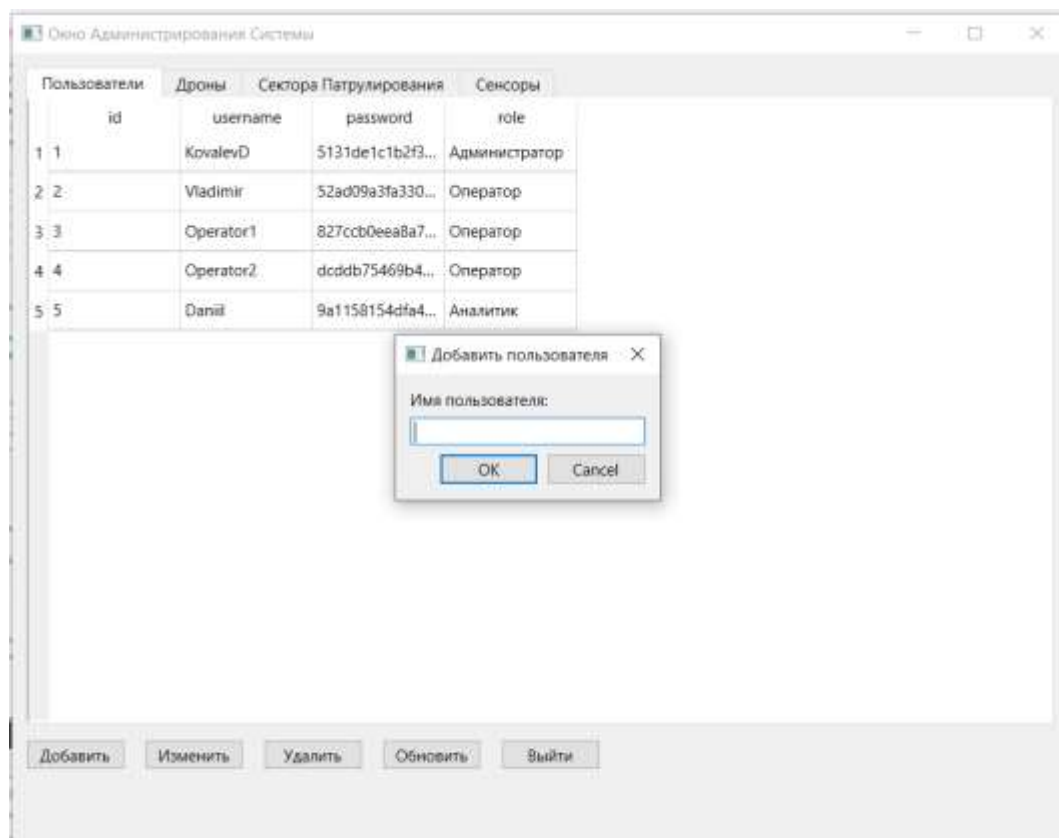 Окно Администрирования Системы
Пользователи Дроны Сектора Патрулирования Сенсоры
id username password role
1 1 KovalevD 5131de1c1b2f3... Администратор
2 2 Vladimir 52ad09a3fa330... Оператор
3 3 Operator1 827ccb0eea8a7... Оператор
4 4 Operator2 dcddb75469b4... Оператор
5 5 Daniil 9a1158154dfa4... Аналитик
Добавить пользователя
Имя пользователя:
OK Cancel
Добавить Изменить Удалить Обновить Выйти